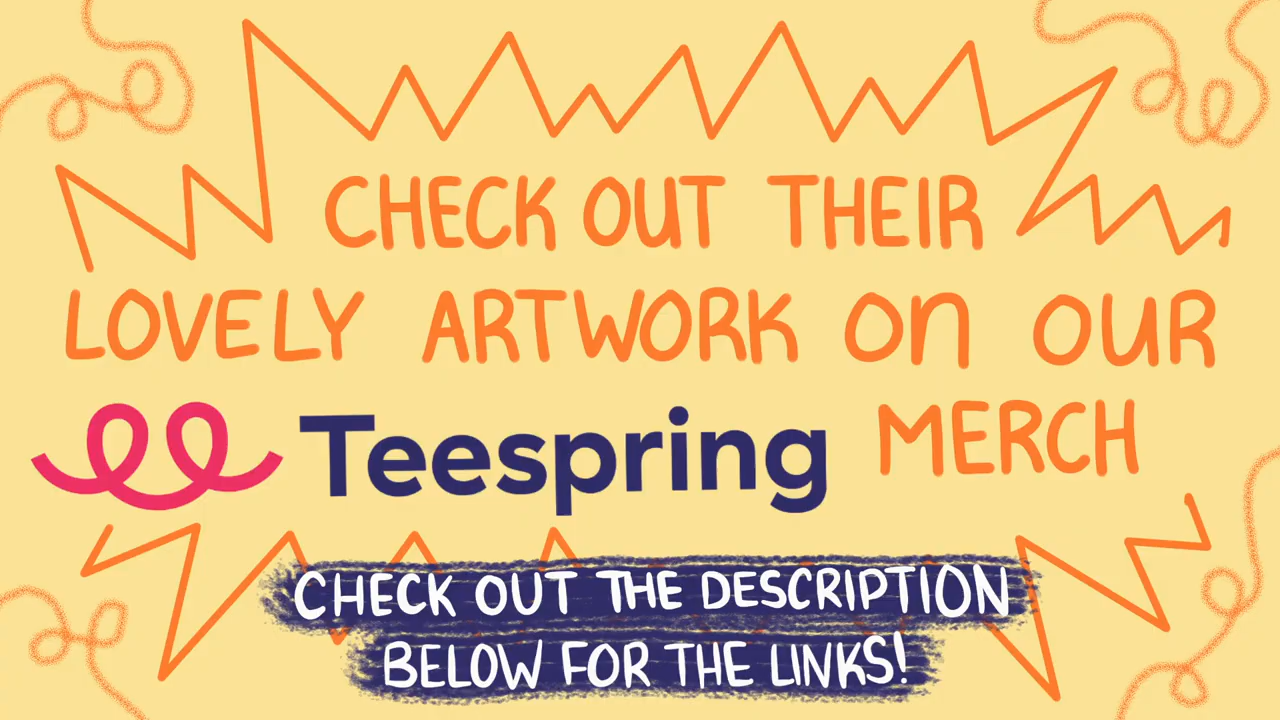 CHECK OUT THEIR
LOVELY ARTWORK On OUR
Teespring MERCH
CHECK OUT THE DESCRIPTION
BELOW FOR THE LINKS!